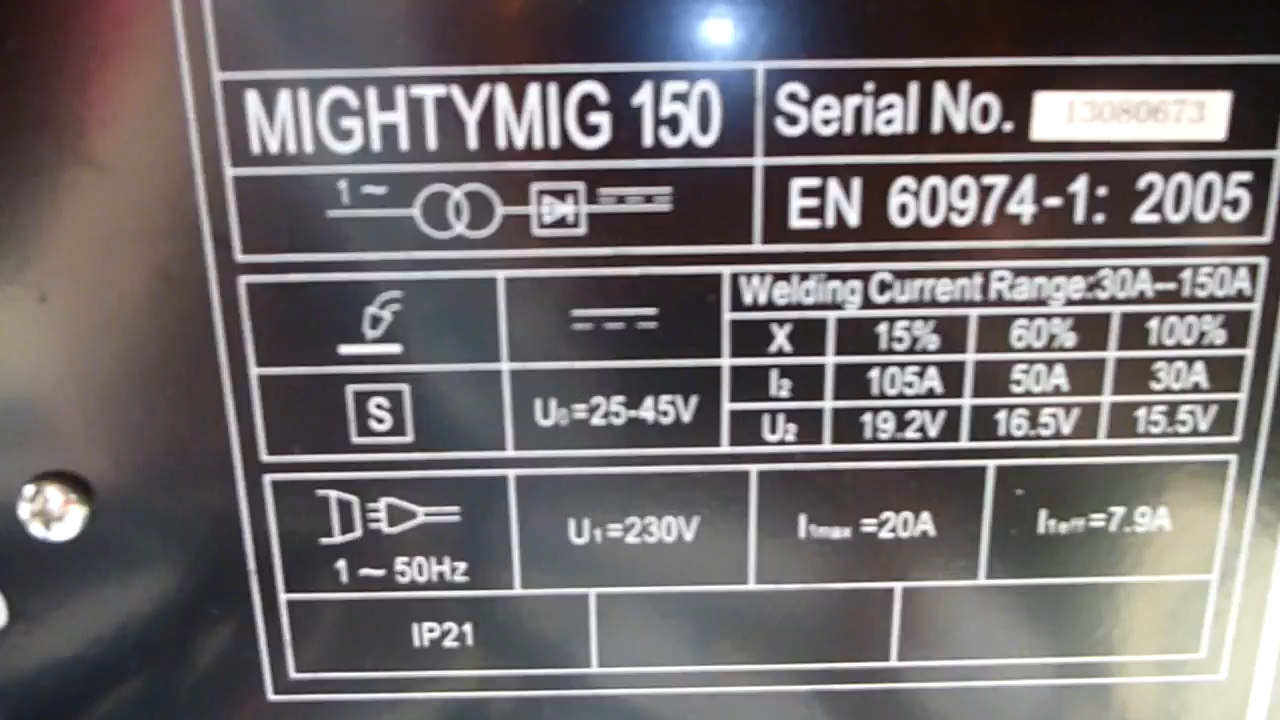 MIGHTYMIG 150
Serial No. 13080673
1 ~
EN 60974-1: 2005
Welding Current Range:30A--150A
X 15% 60% 100%
S
U₀=25-45V
I₂ 105A 50A 30A
U₂ 19.2V 16.5V 15.5V
1 ~ 50Hz
U₁=230V
I₁max =20A
I₁eff=7.9A
IP21